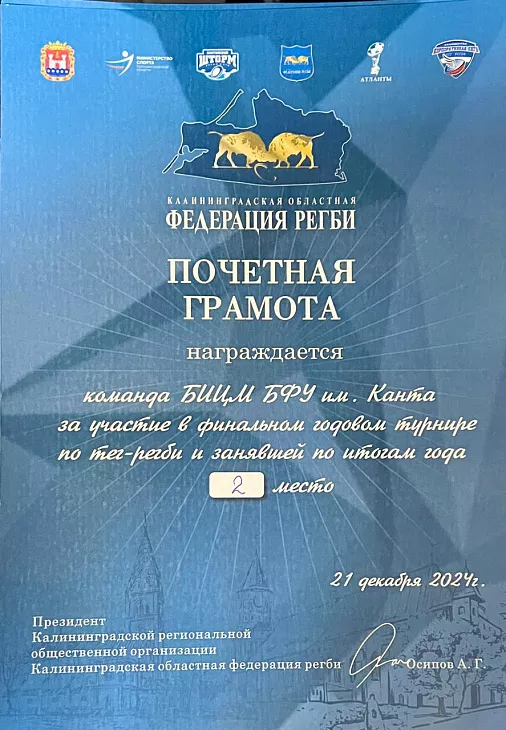 МИНИСТЕРСТВО
СПОРТА
ШТОРМ
АТЛАНТЫ
КАЛИНИНГРАДСКАЯ ОБЛАСТНАЯ
ФЕДЕРАЦИЯ РЕГБИ
ПОЧЕТНАЯ
ГРАМОТА
награждается
команда БИЦМ БФУ им. Канта
за участие в финальном годовом турнире
по тег-регби и занявшей по итогам года
2 место
21 декабря 2024г.
Президент
Калининградской региональной
общественной организации
Калининградская областная федерация регби Осипов А. Г.